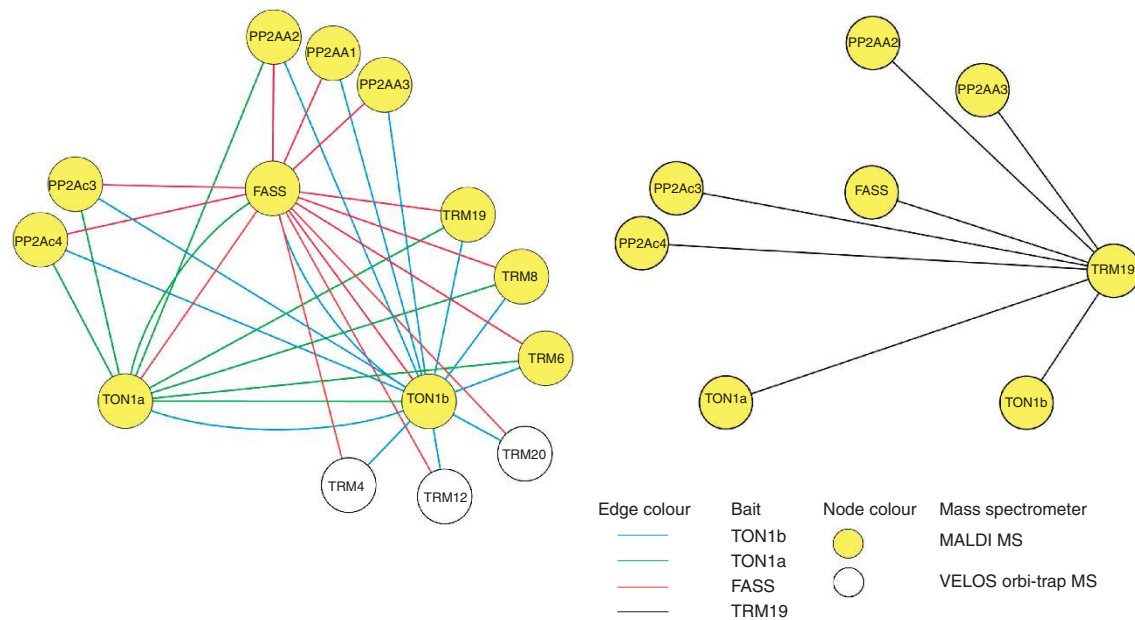 PP2AA2
PP2AA1
PP2AA3
PP2Ac3
FASS
PP2Ac4
TRM19
TRM8
TRM6
TON1a
TON1b
TRM20
TRM4
TRM12
PP2AA2
PP2AA3
PP2Ac3
FASS
PP2Ac4
TRM19
TON1a
TON1b
Edge colour Bait Node colour Mass spectrometer
TON1b
MALDI MS
TON1a
FASS
VELOS orbi-trap MS
TRM19